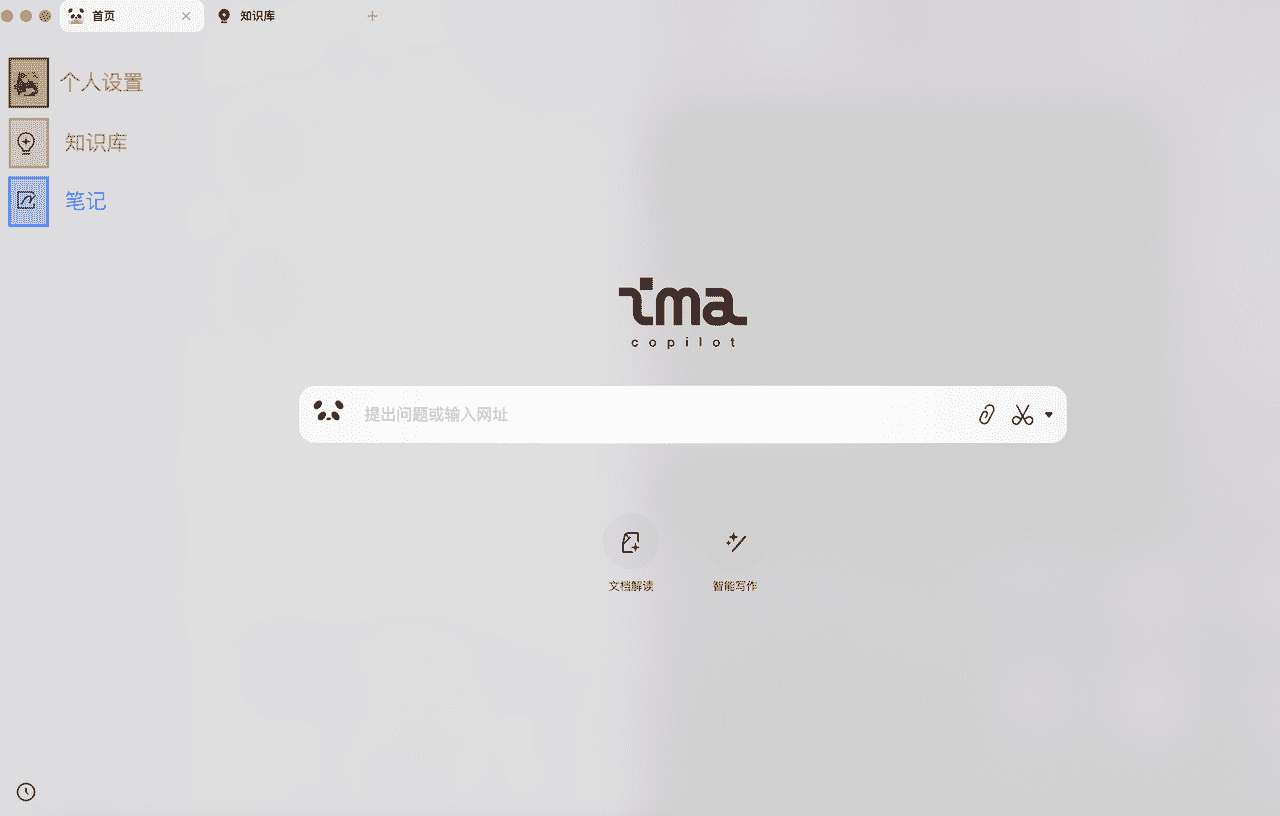 首页
知识库
个人设置
知识库
笔记
ima
copilot
提出问题或输入网址
文档解读
智能写作